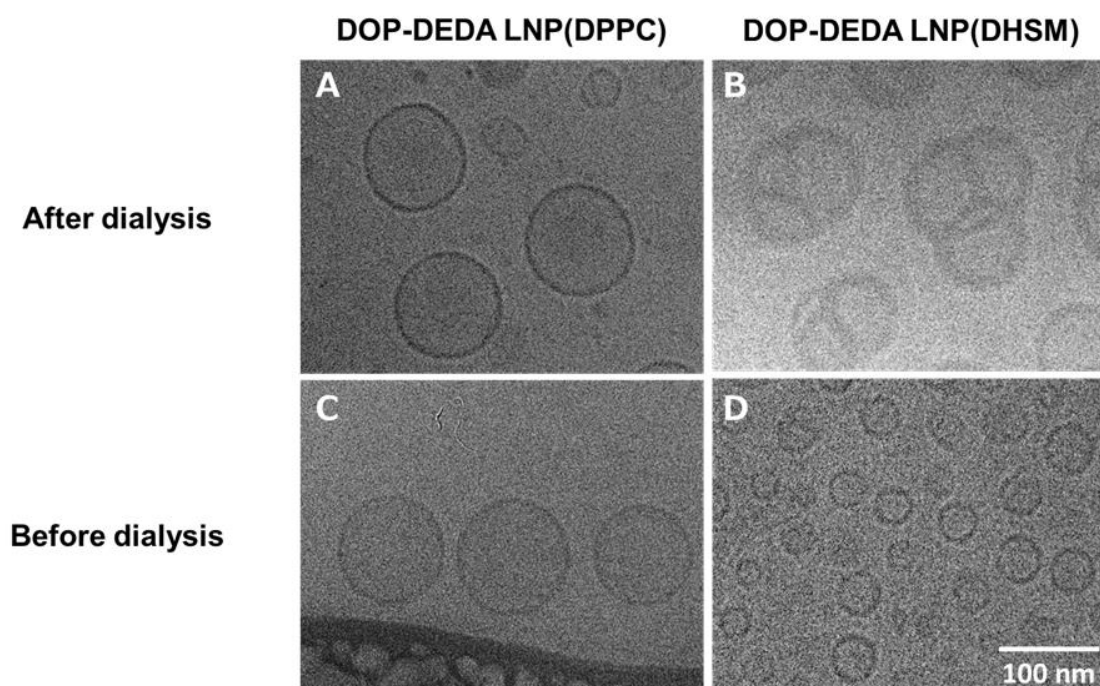 DOP-DEDA LNP(DPPC) DOP-DEDA LNP(DHSM)
After dialysis
A B
Before dialysis
C D
100 nm